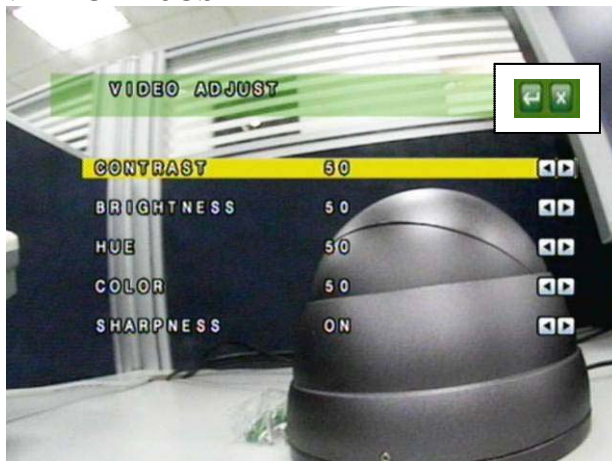 VIDEO ADJUST
CONTRAST 50
BRIGHTNESS 50
HUE 50
COLOR 50
SHARPNESS ON